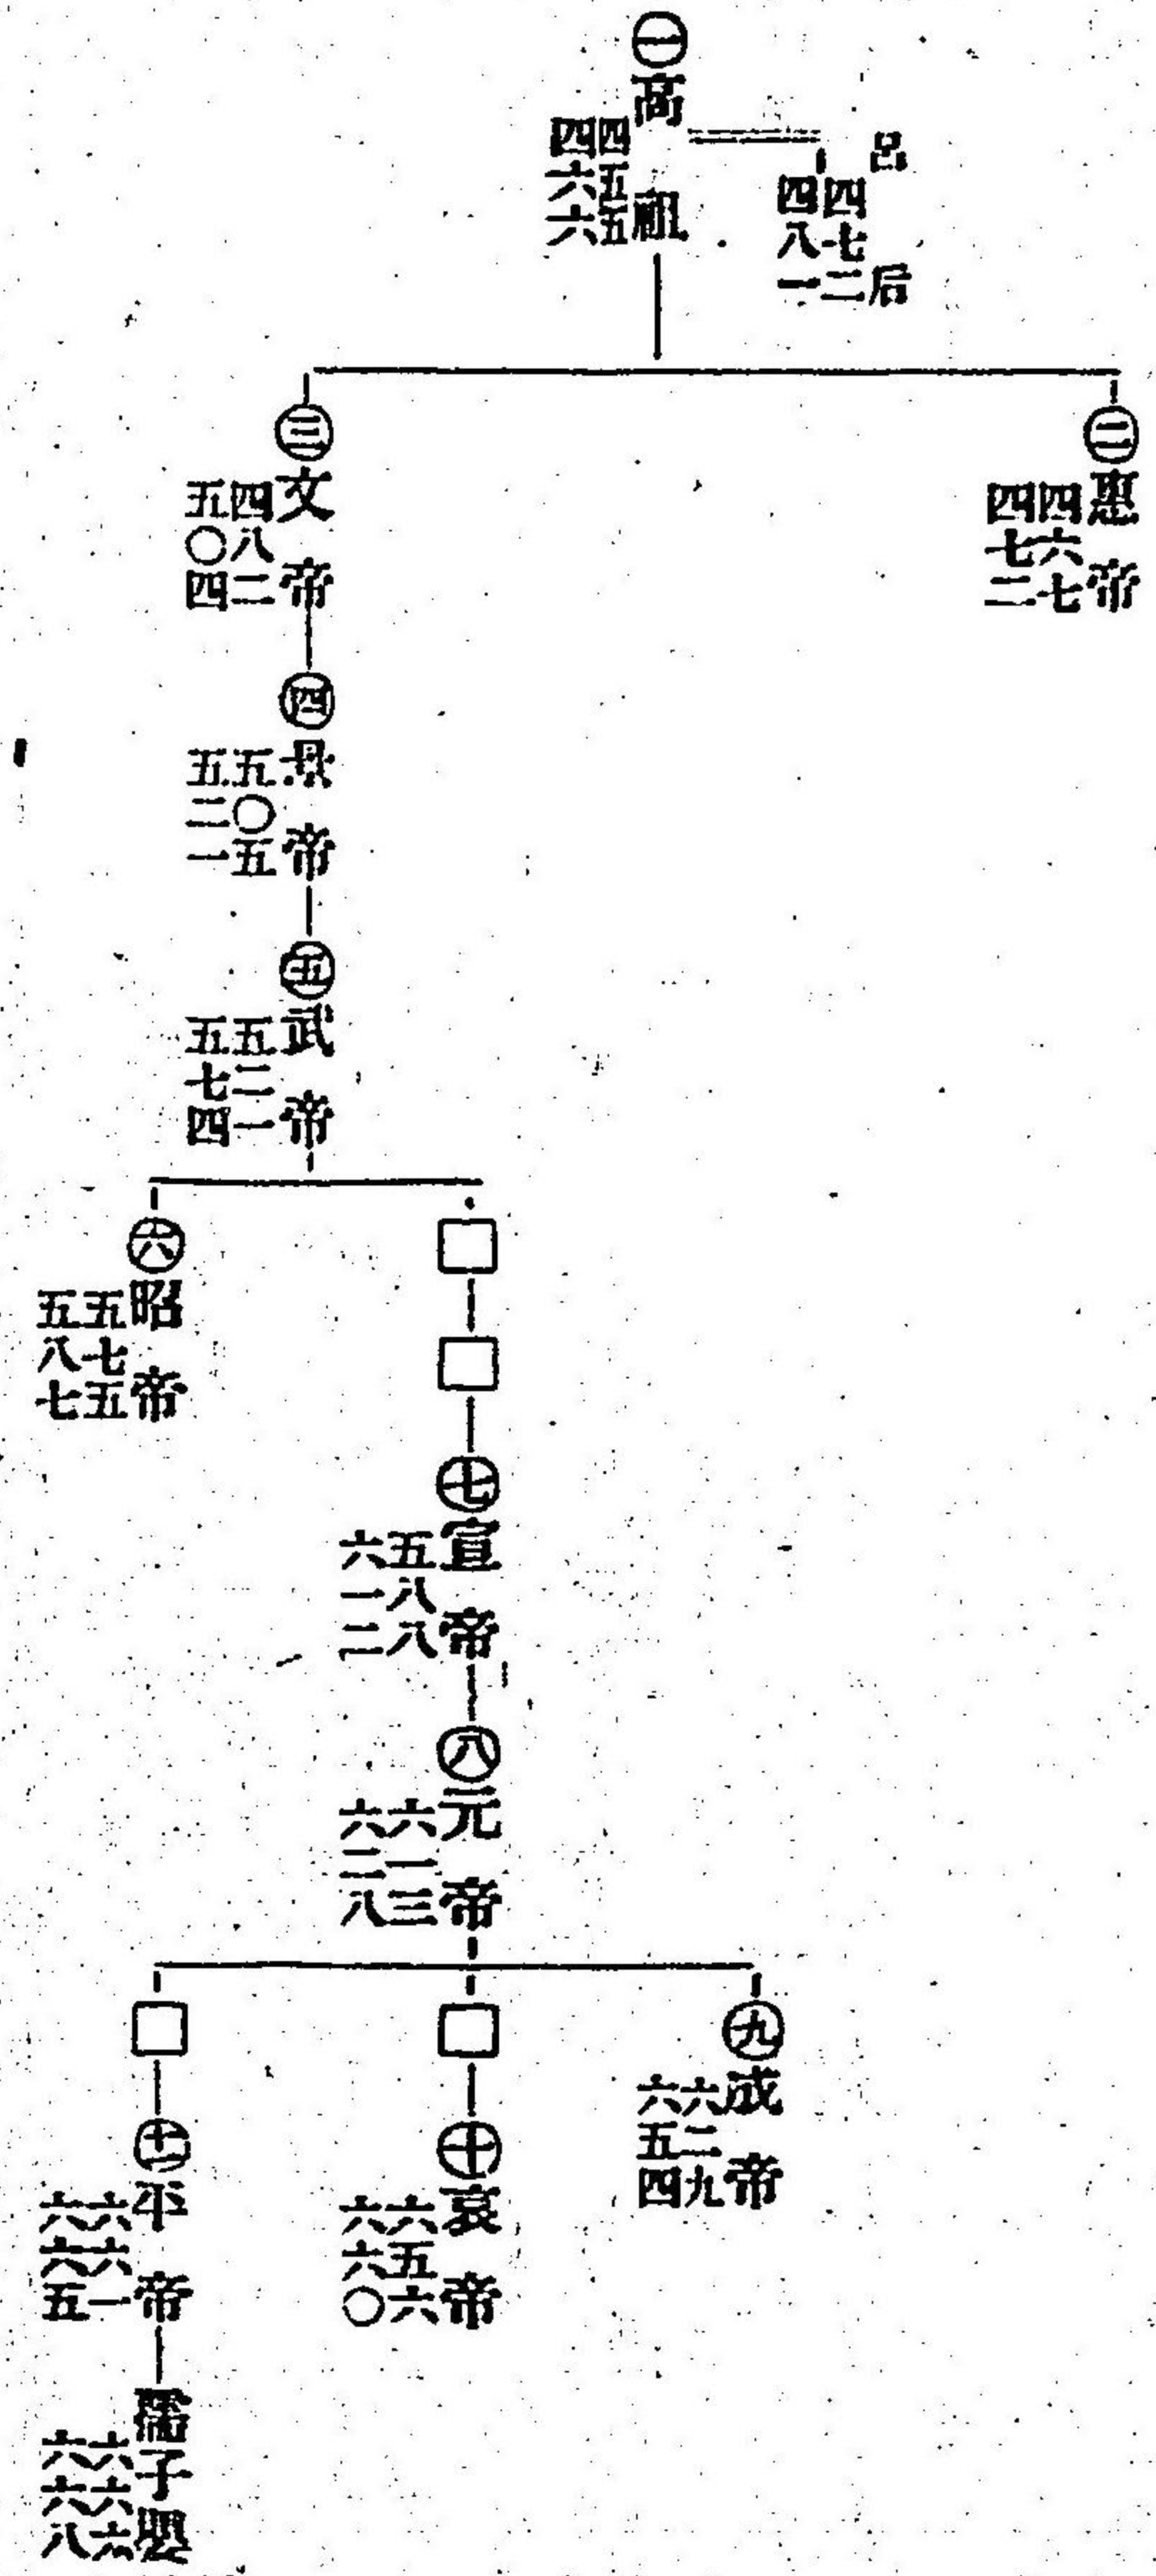 ㊀高祖
四五五
四六六
呂后
四七二
四八一
㊁惠帝
四六七
四七二
㊂文帝
四八二
五〇四
㊃景帝
五〇五
五二一
㊄武帝
五二一
五七四
□
□
㊅昭帝
五七五
五八七
㊆宣帝
五八八
六一二
㊇元帝
六一三
六二八
㊈成帝
六二九
六五四
□
㊉哀帝
六五六
六六〇
□
十一平帝
六六一
六六五
孺子嬰
六六六
六六八